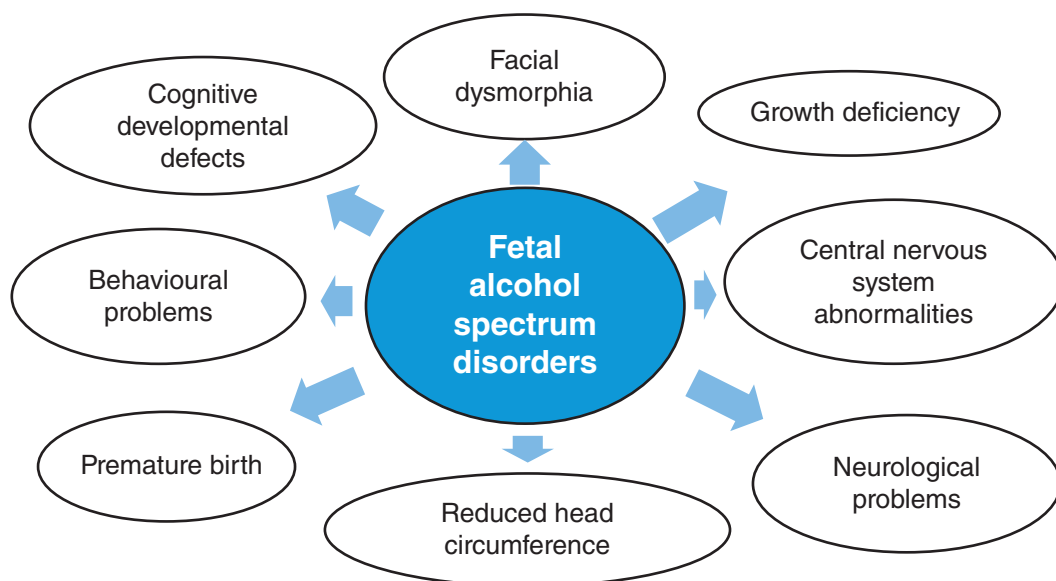 Facial
dysmorphia
Cognitive
developmental
defects
Growth deficiency
Fetal
alcohol
spectrum
disorders
Central nervous
system
abnormalities
Behavioural
problems
Premature birth
Neurological
problems
Reduced head
circumference